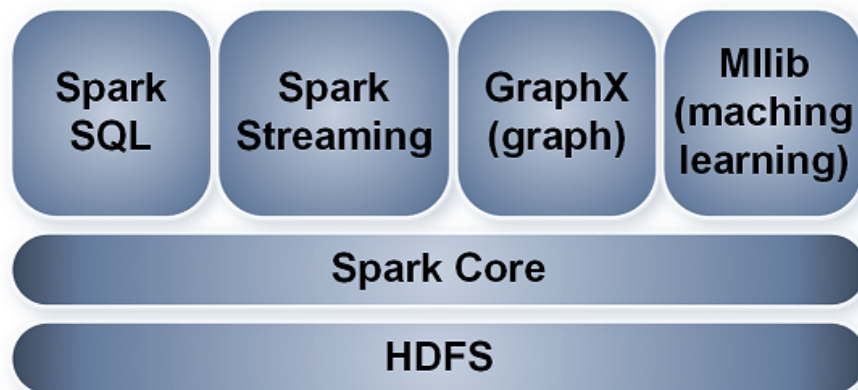 Spark
SQL
Spark
Streaming
GraphX
(graph)
Mllib
(maching
learning)
Spark Core
HDFS